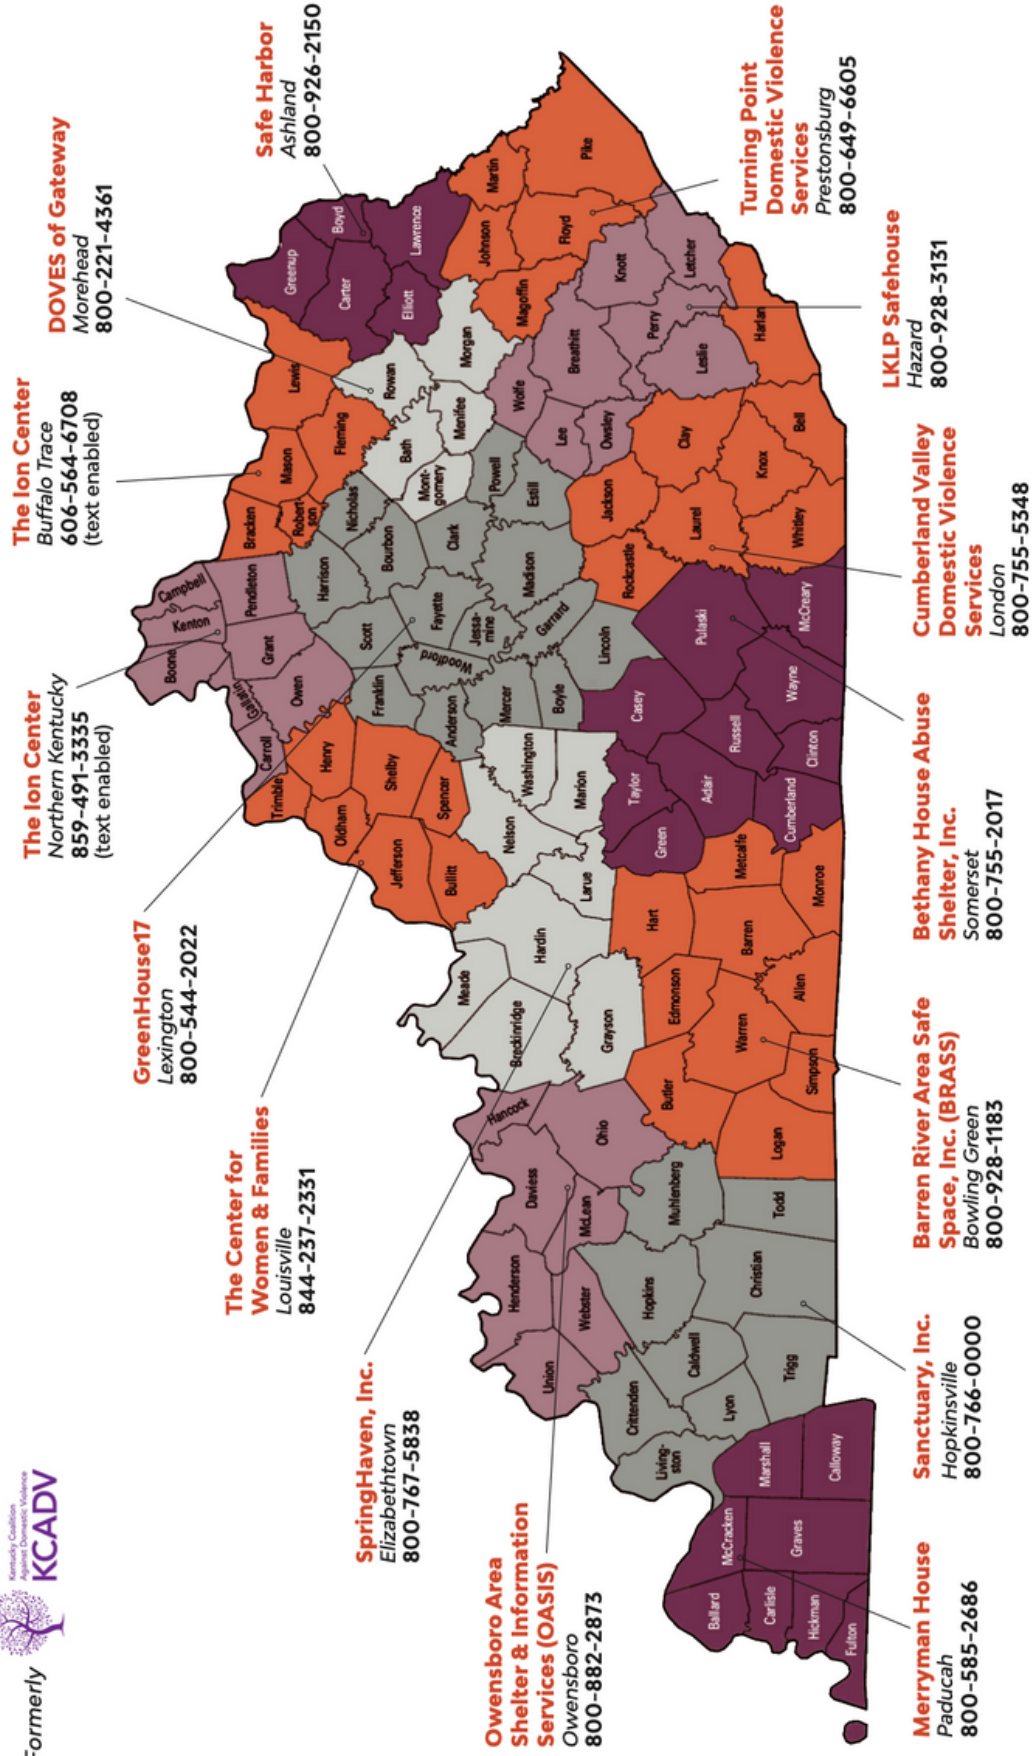 Formerly
Kentucky Coalition
Against Domestic Violence
KCADV
The Ion Center
Northern Kentucky
859-491-3335
(text enabled)
The Ion Center
Buffalo Trace
606-564-6708
(text enabled)
DOVES of Gateway
Morehead
800-221-4361
Safe Harbor
Ashland
800-926-2150
GreenHouse17
Lexington
800-544-2022
The Center for
Women & Families
Louisville
844-237-2331
SpringHaven, Inc.
Elizabethtown
800-767-5838
Owensboro Area
Shelter & Information
Services (OASIS)
Owensboro
800-882-2873
Merryman House
Paducah
800-585-2686
Sanctuary, Inc.
Hopkinsville
800-766-0000
Barren River Area Safe
Space, Inc. (BRASS)
Bowling Green
800-928-1183
Bethany House Abuse
Shelter, Inc.
Somerset
800-755-2017
Cumberland Valley
Domestic Violence
Services
London
800-755-5348
LKLP Safehouse
Hazard
800-928-3131
Turning Point
Domestic Violence
Services
Prestonsburg
800-649-6605
Ballard
McCracken
Carlisle
Hickman
Fulton
Graves
Marshall
Calloway
Living-
ston
Crittenden
Lyon
Caldwell
Trigg
Hopkins
Christian
Muhlenberg
Todd
Union
Henderson
Webster
Daviess
McLean
Hancock
Ohio
Breckinridge
Meade
Grayson
Hardin
Larue
Nelson
Washington
Marion
Butler
Logan
Simpson
Warren
Edmonson
Allen
Barren
Hart
Metcalfe
Monroe
Trimble
Henry
Oldham
Shelby
Jefferson
Spencer
Bullitt
Green
Taylor
Adair
Casey
Russell
Cumberland
Clinton
Wayne
Pulaski
McCreary
Boone
Kenton
Campbell
Gallatin
Carroll
Owen
Grant
Pendleton
Franklin
Scott
Harrison
Nicholas
Bourbon
Woodford
Fayette
Clark
Anderson
Jessa-
mine
Mercer
Boyle
Garrard
Lincoln
Madison
Estill
Powell
Bracken
Robert
son
Mason
Fleming
Lewis
Rowan
Bath
Mont-
gomery
Menifee
Morgan
Greenup
Boyd
Carter
Elliott
Lawrence
Johnson
Martin
Magoffin
Floyd
Pike
Wolfe
Lee
Owsley
Breathitt
Knott
Perry
Leslie
Letcher
Rockcastle
Jackson
Laurel
Clay
Whitley
Knox
Bell
Harlan